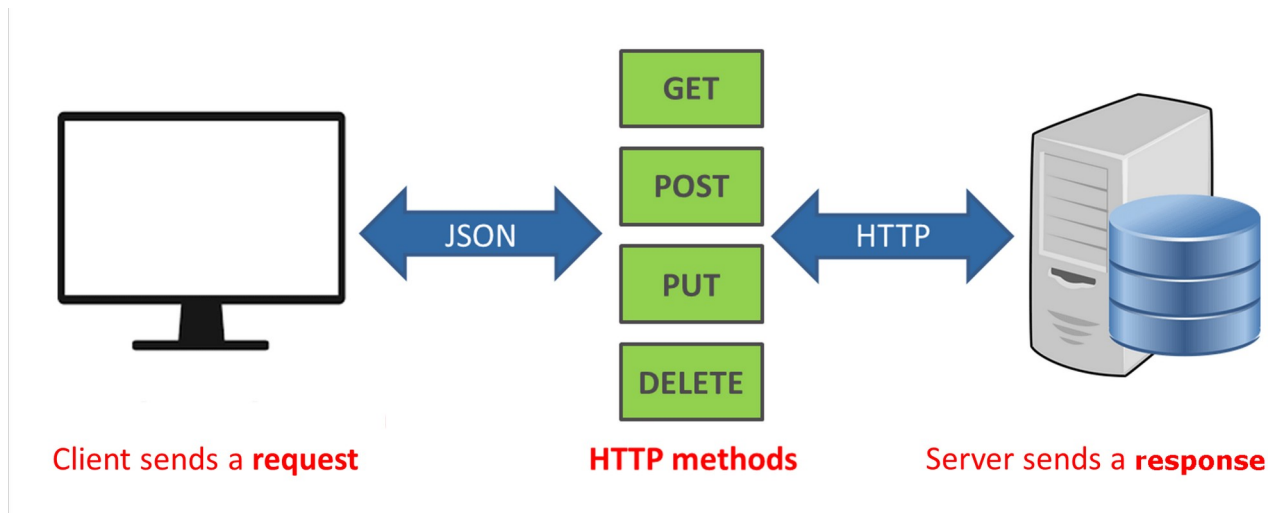 GET
POST
JSON
HTTP
PUT
DELETE
Client sends a request
HTTP methods
Server sends a response